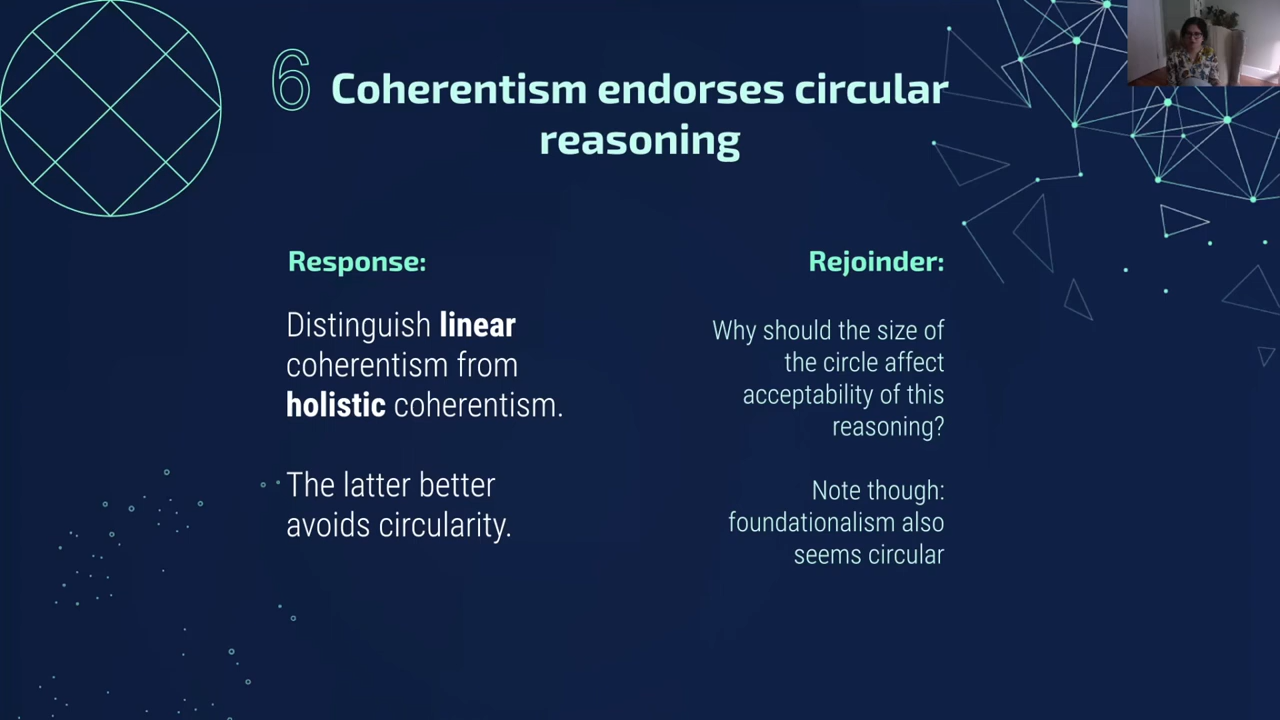 6 Coherentism endorses circular
reasoning
Response:
Distinguish linear
coherentism from
holistic coherentism.
The latter better
avoids circularity.
Rejoinder:
Why should the size of
the circle affect
acceptability of this
reasoning?
Note though:
foundationalism also
seems circular